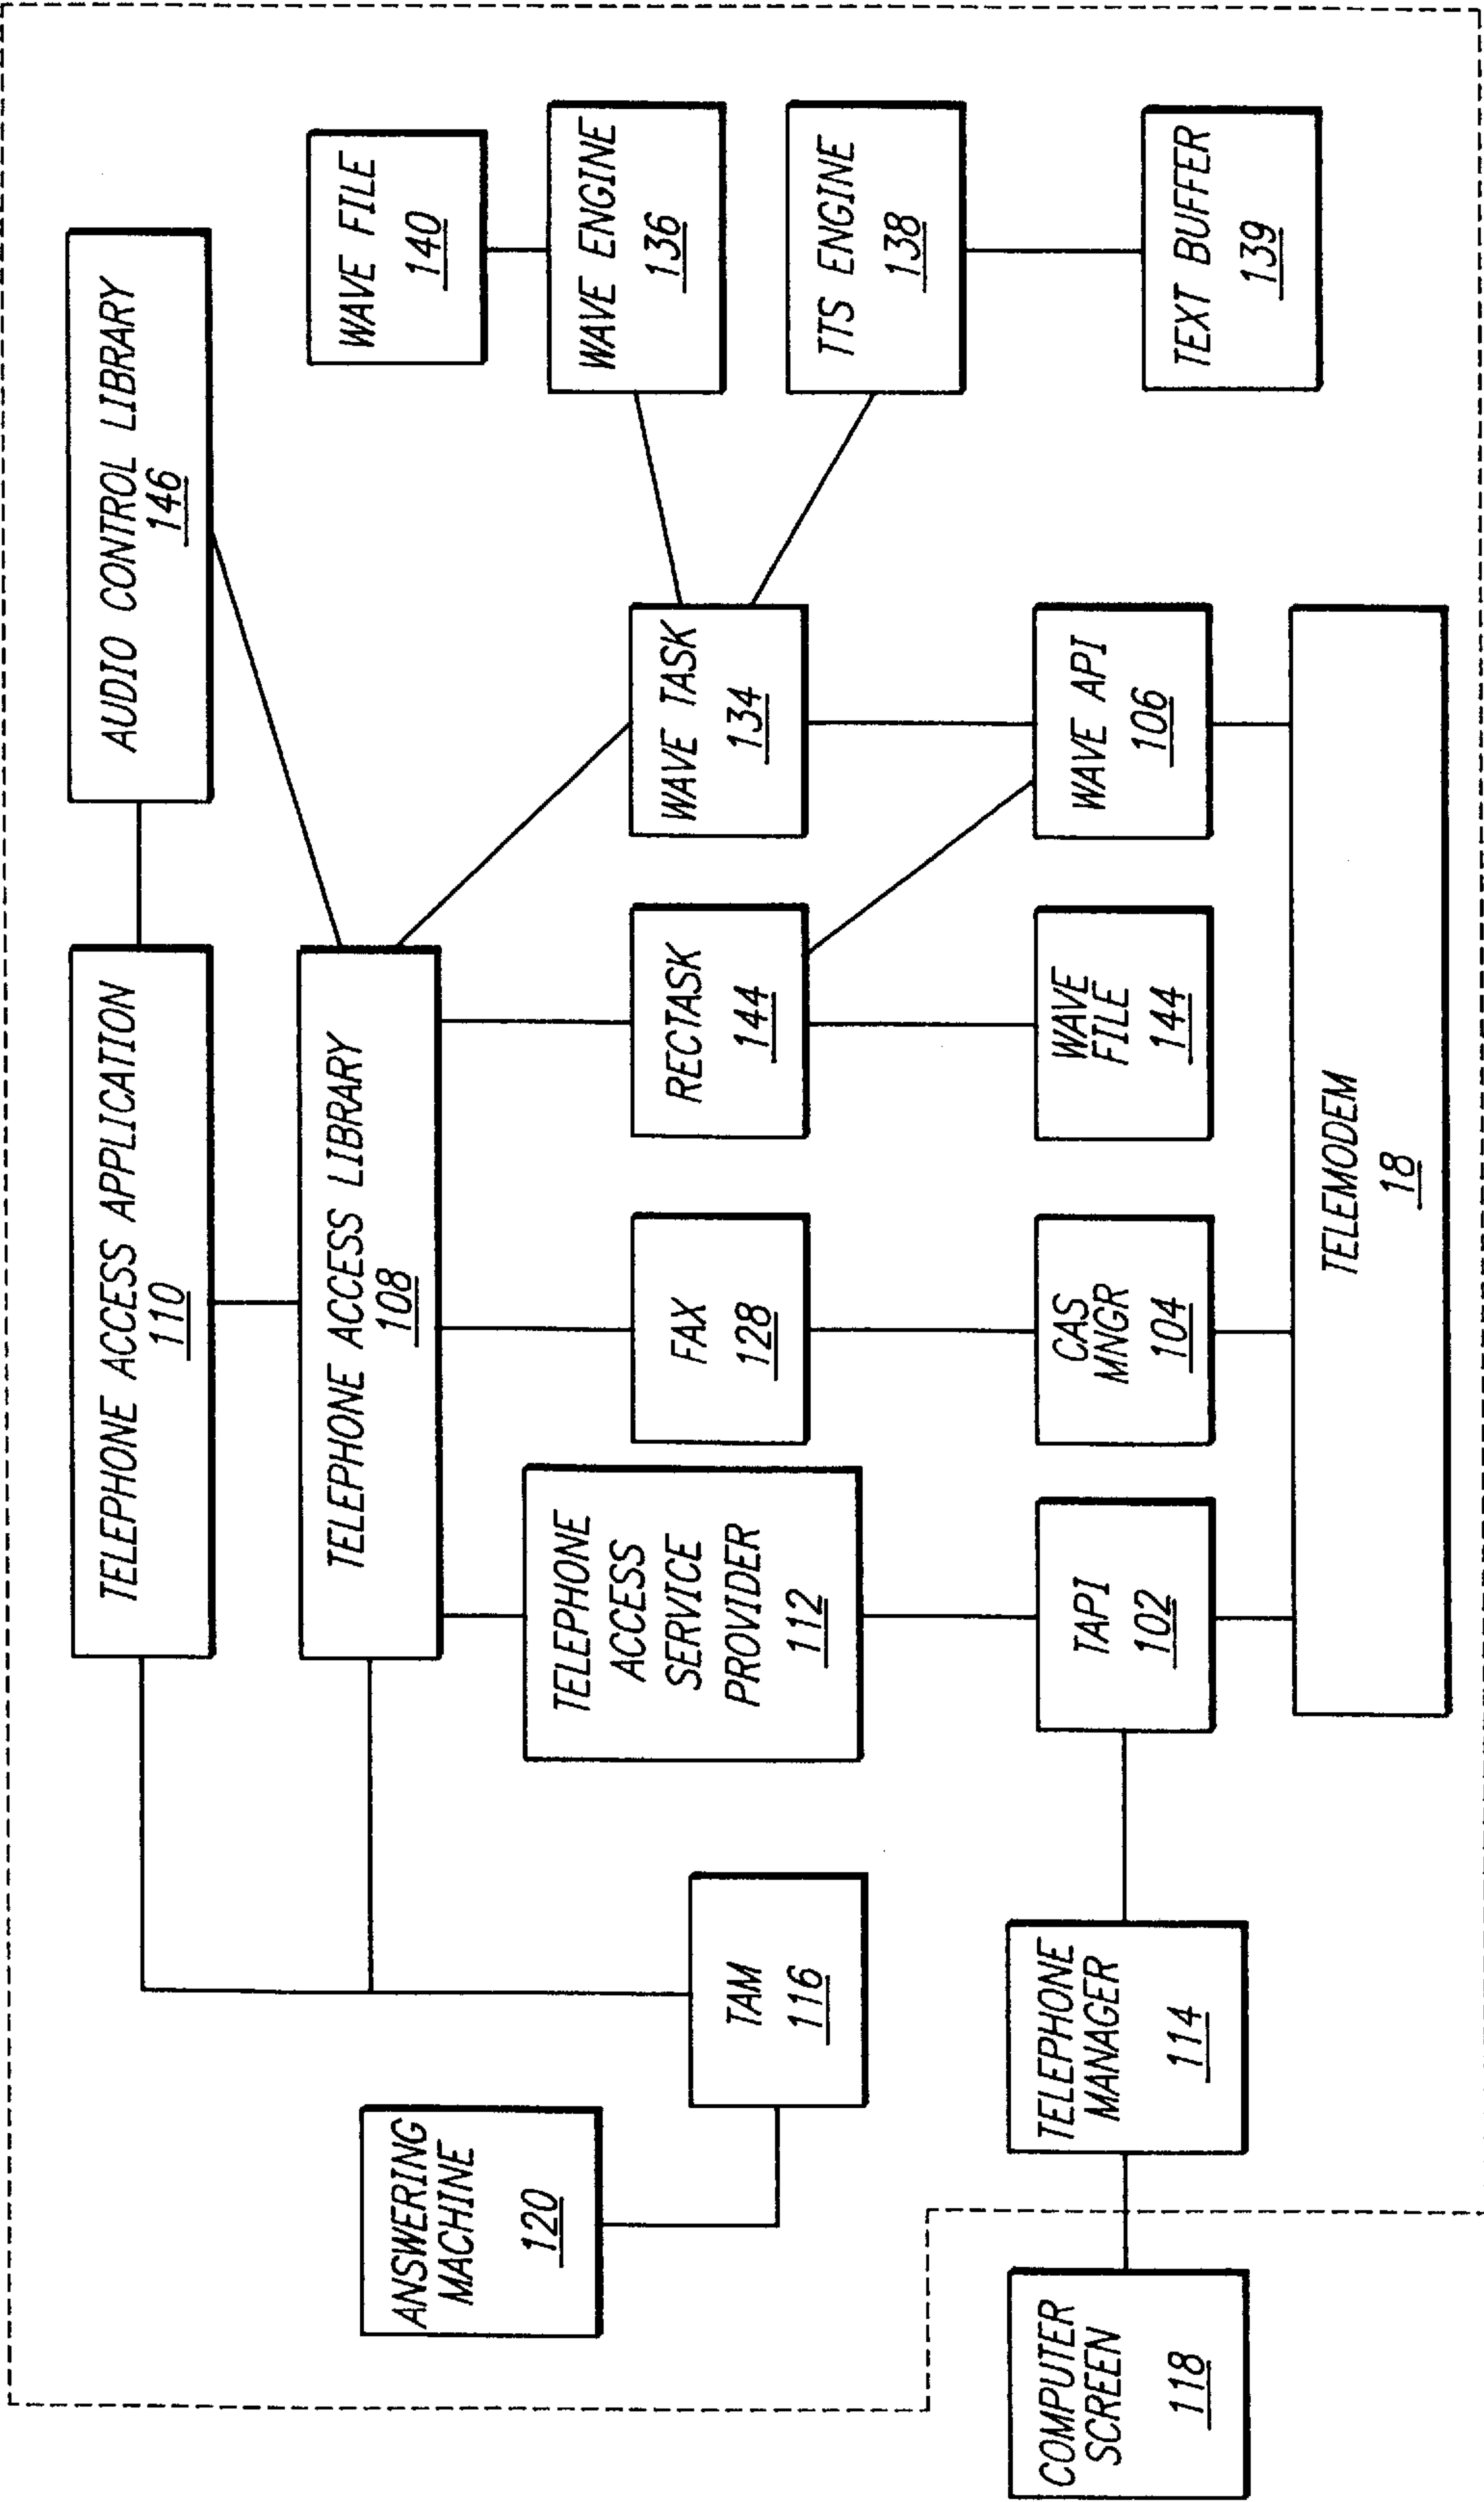 TELEPHONE ACCESS APPLICATION
110
AUDIO CONTROL LIBRARY
146
TELEPHONE ACCESS LIBRARY
108
WAVE FILE
140
ANSWERING
MACHINE
120
TELEPHONE
ACCESS
SERVICE
PROVIDER
112
FAX
128
RECTASK
144
WAVE TASK
134
WAVE ENGINE
136
TAM
116
TTS ENGINE
138
COMPUTER
SCREEN
118
TELEPHONE
MANAGER
114
TAPI
102
CAS
MNGR
104
WAVE
FILE
144
WAVE API
106
TEXT BUFFER
139
TELEMODEM
18